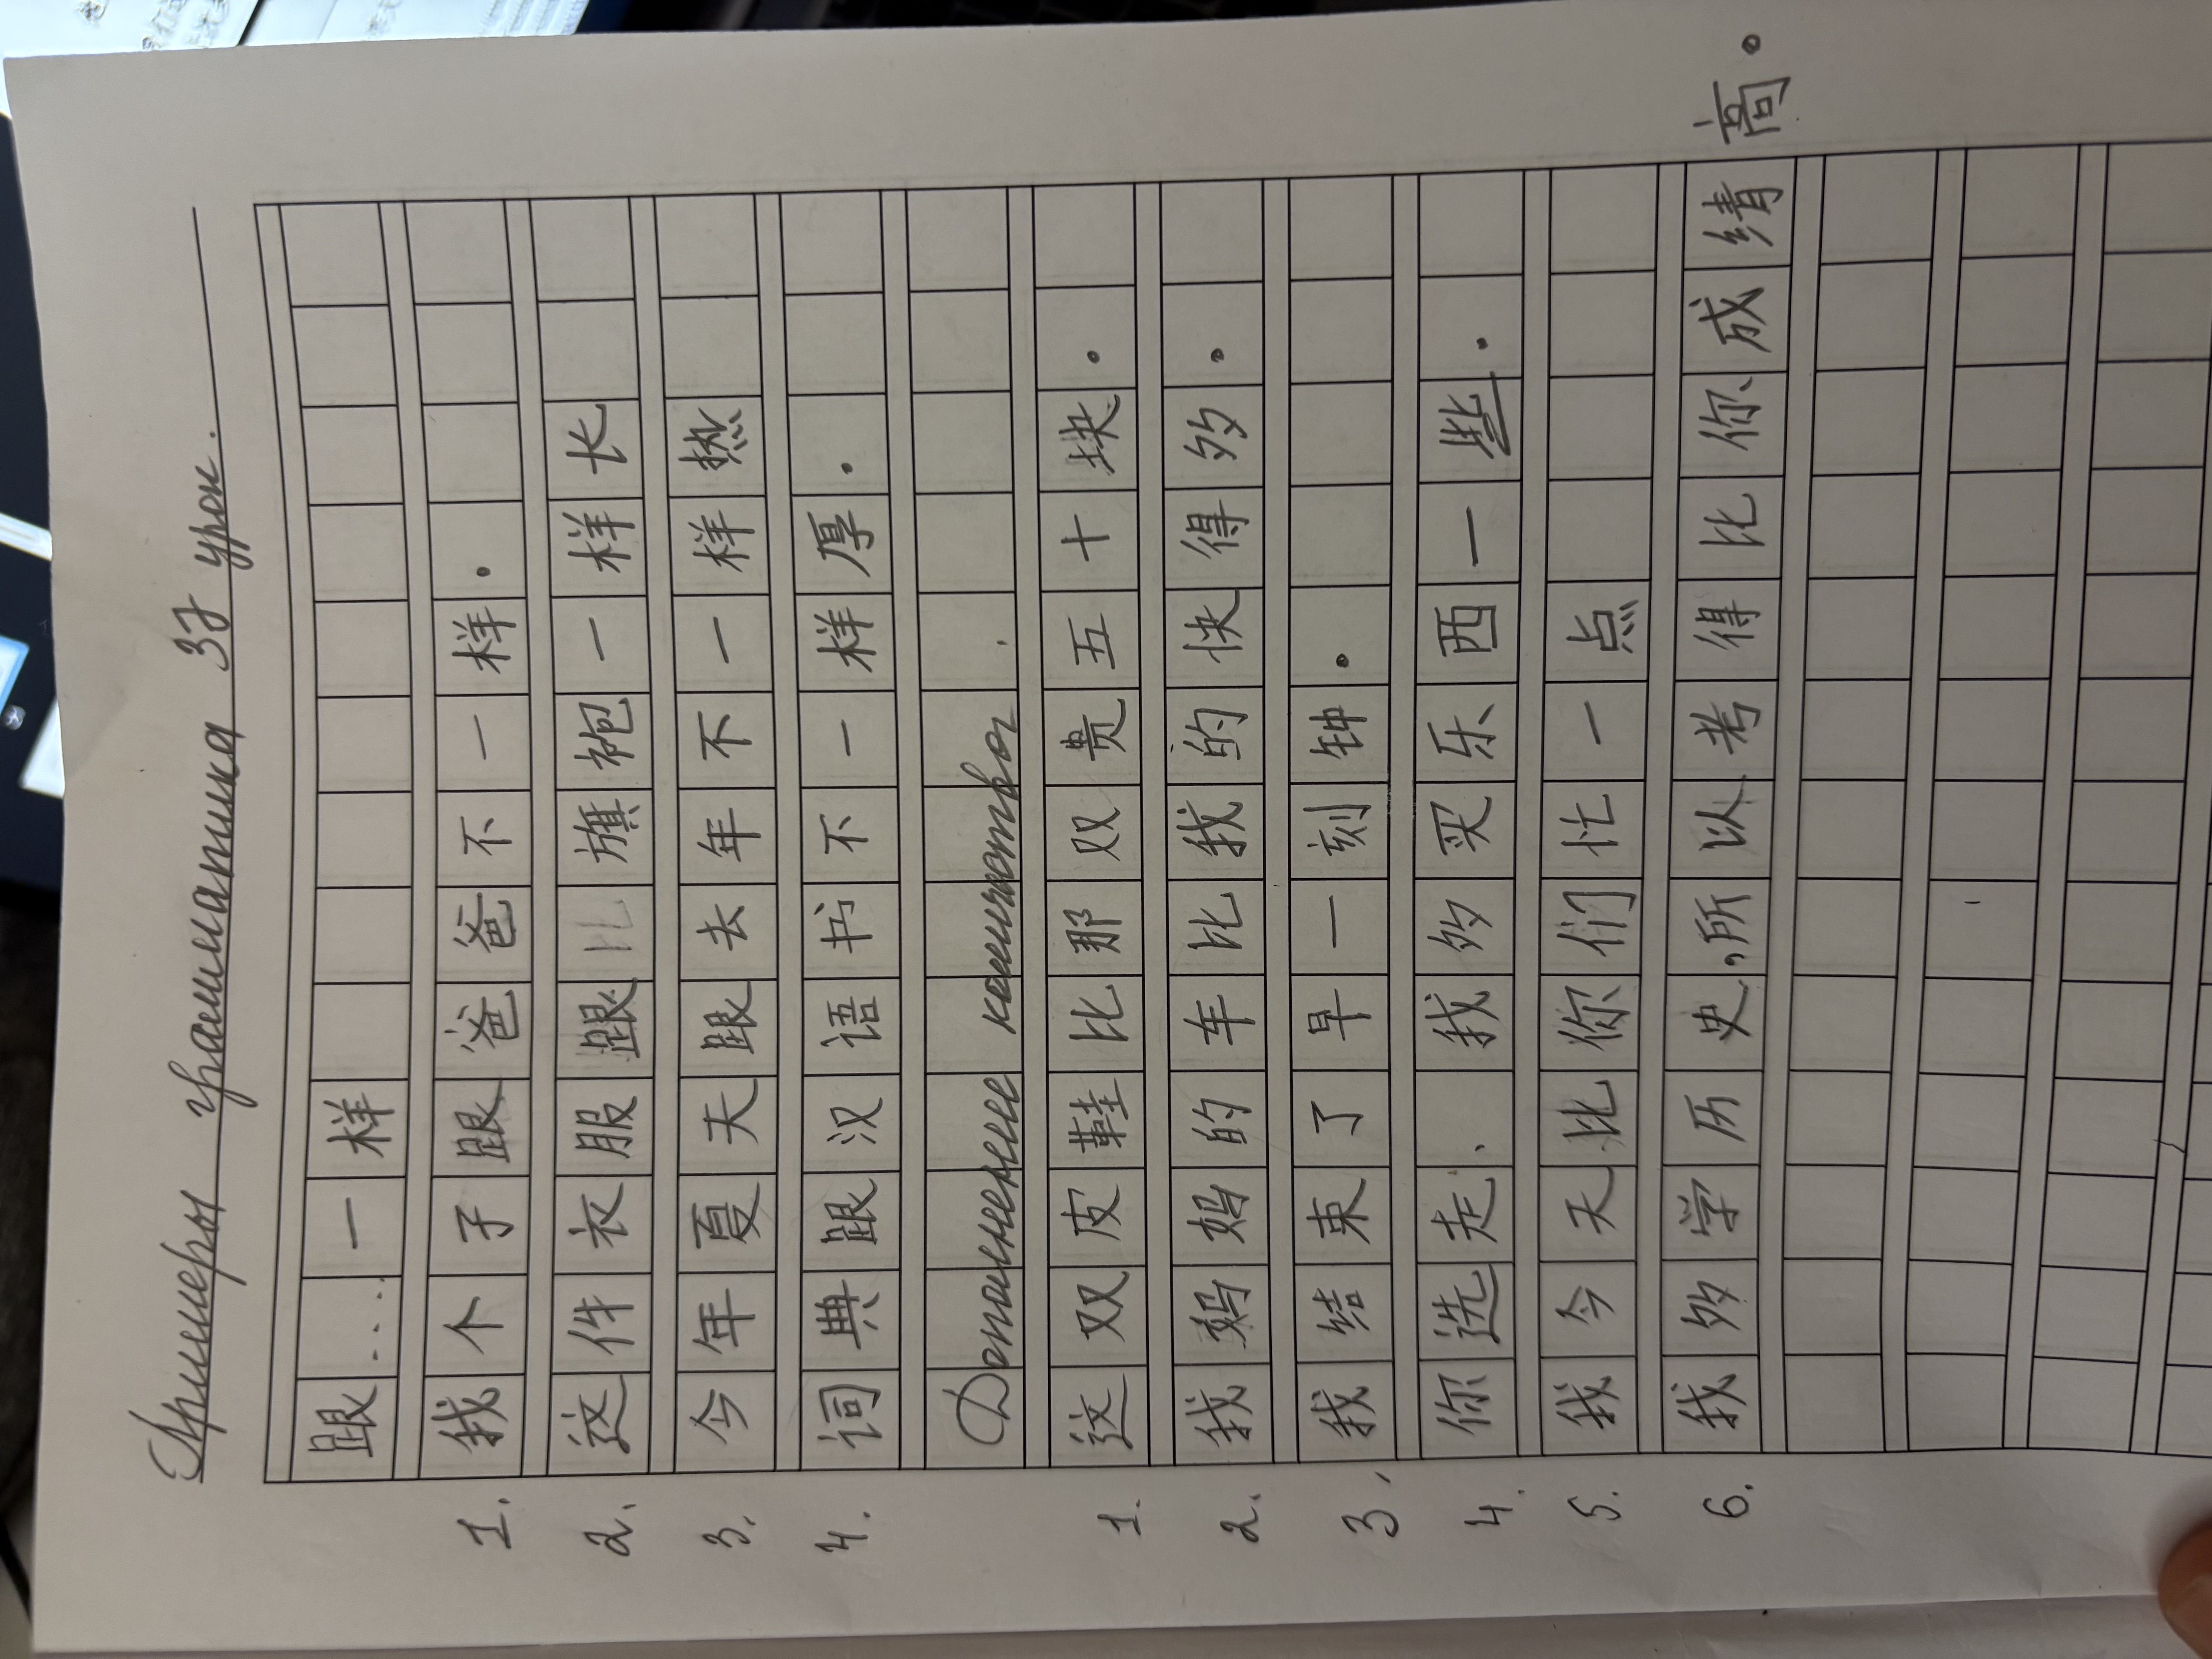 Примеры грамматика 37 урок.
跟....一样
1. 我个子跟爸爸不一样。
2. 这件衣服跟比旗袍一样长
3. 今年夏天跟去年不一样热
4. 词典跟汉语书不一样厚。
Дополнение количества.
1. 这双皮鞋比那双贵五十块。
2. 我妈妈的车比我的快得多。
3. 我结束了早一刻钟。
4. 你选走、我多买乐西一些。
5. 我今天比你们忙一点
6. 我多学历史,所以考得比你成绩高。